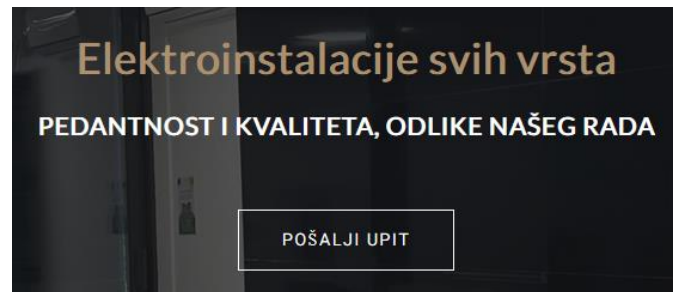 Elektroinstalacije svih vrsta
PEDANTNOST I KVALITETA, ODLIKE NAŠEG RADA
POŠALJI UPIT